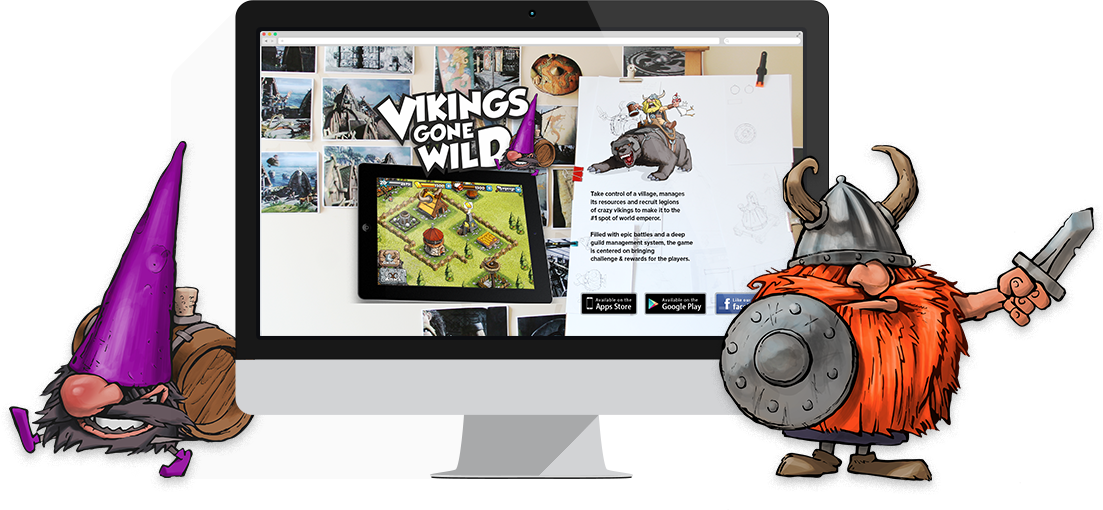 VIKINGS
GONE
WILD
Take control of a village, manages
its resources and recruit legions
of crazy vikings to make it to the
#1 spot of world emperor.
Filled with epic battles and a deep
guild management system, the game
is centered on bringing
challenge & rewards for the players.
Available on the
Apps Store
Available on the
Google Play
Like our